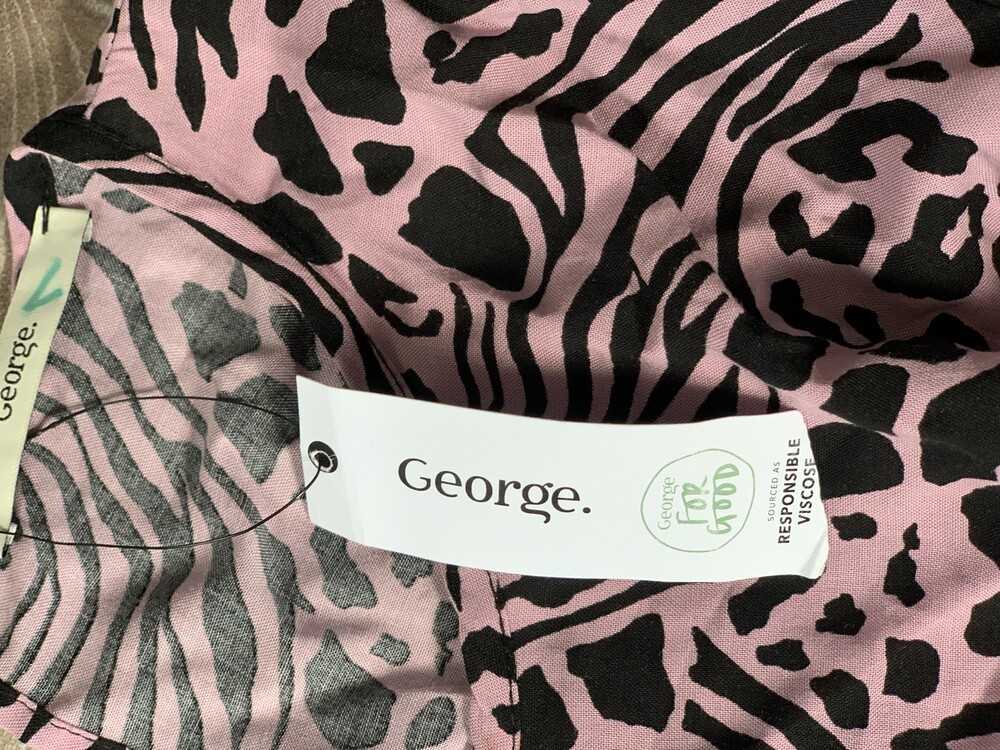 George.
George.
George
FOR
GOOD
SOURCED AS
RESPONSIBLE
VISCOSE